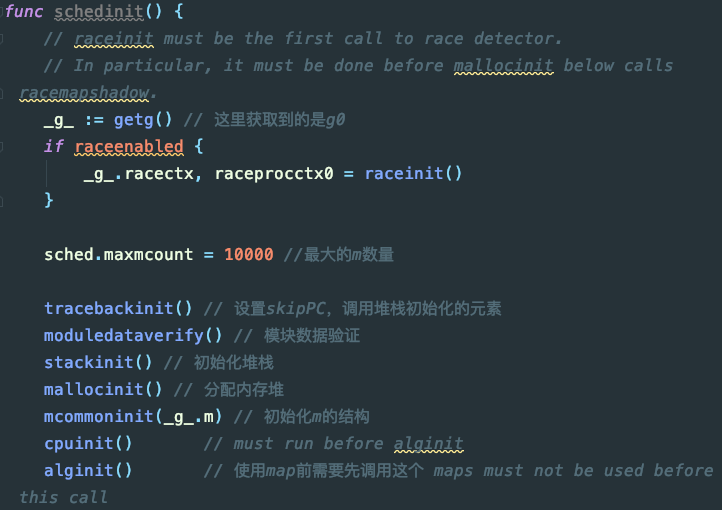 func schedinit() {
// raceinit must be the first call to race detector.
// In particular, it must be done before mallocinit below calls
racemapshadow.
_g_ := getg() // 这里获取到的是g0
if raceenabled {
_g_.racectx, raceprocctx0 = raceinit()
}
sched.maxmcount = 10000 //最大的m数量
tracebackinit() // 设置skipPC，调用堆栈初始化的元素
moduledataverify() // 模块数据验证
stackinit() // 初始化堆栈
mallocinit() // 分配内存堆
mcommoninit(_g_.m) // 初始化m的结构
cpuinit()       // must run before alginit
alginit()       // 使用map前需要先调用这个 maps must not be used before
this call